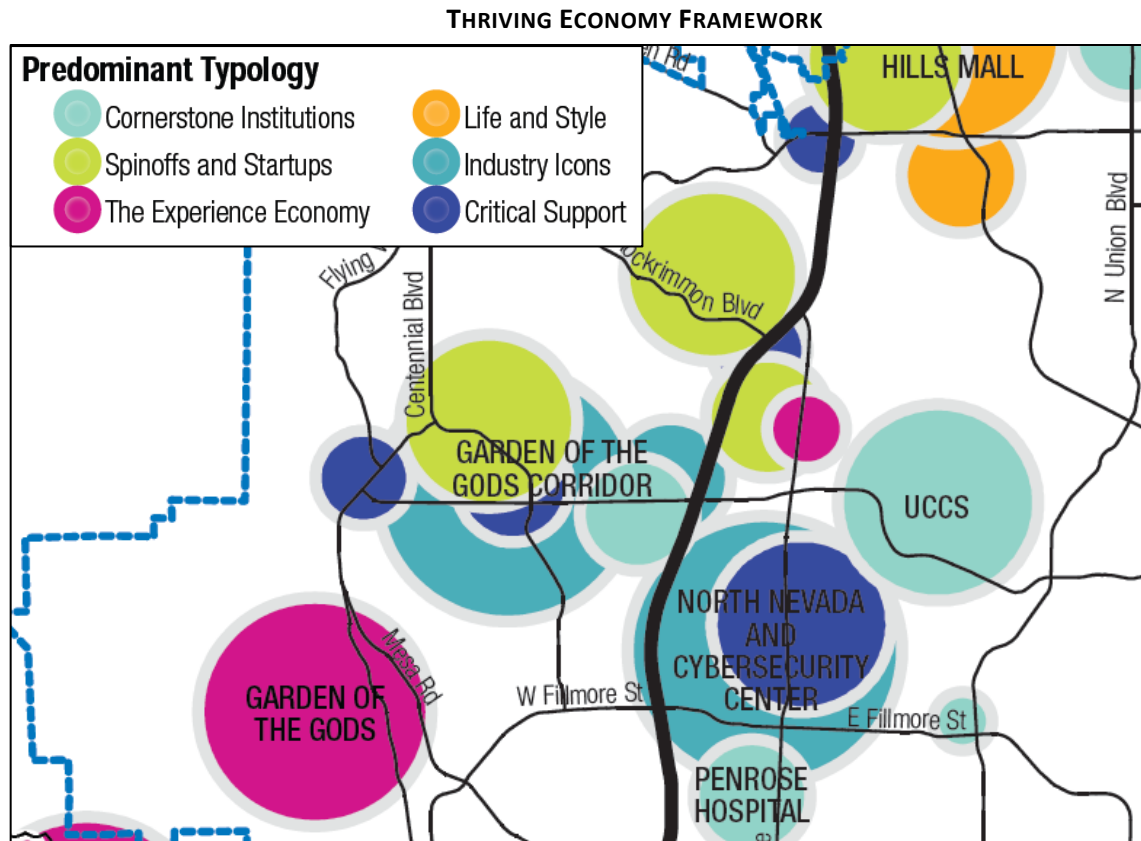 THRIVING ECONOMY FRAMEWORK
Predominant Typology
Cornerstone Institutions
Life and Style
Spinoffs and Startups
Industry Icons
The Experience Economy
Critical Support
Rd
HILLS MALL
N Union Blvd
Flying
Centennial Blvd
ockrimmon Blvd
GARDEN OF THE
GODS CORRIDOR
UCCS
NORTH NEVADA
AND
CYBERSECURITY
CENTER
Mesa Rd
GARDEN OF
THE GODS
W Fillmore St
E Fillmore St
PENROSE
HOSPITAL